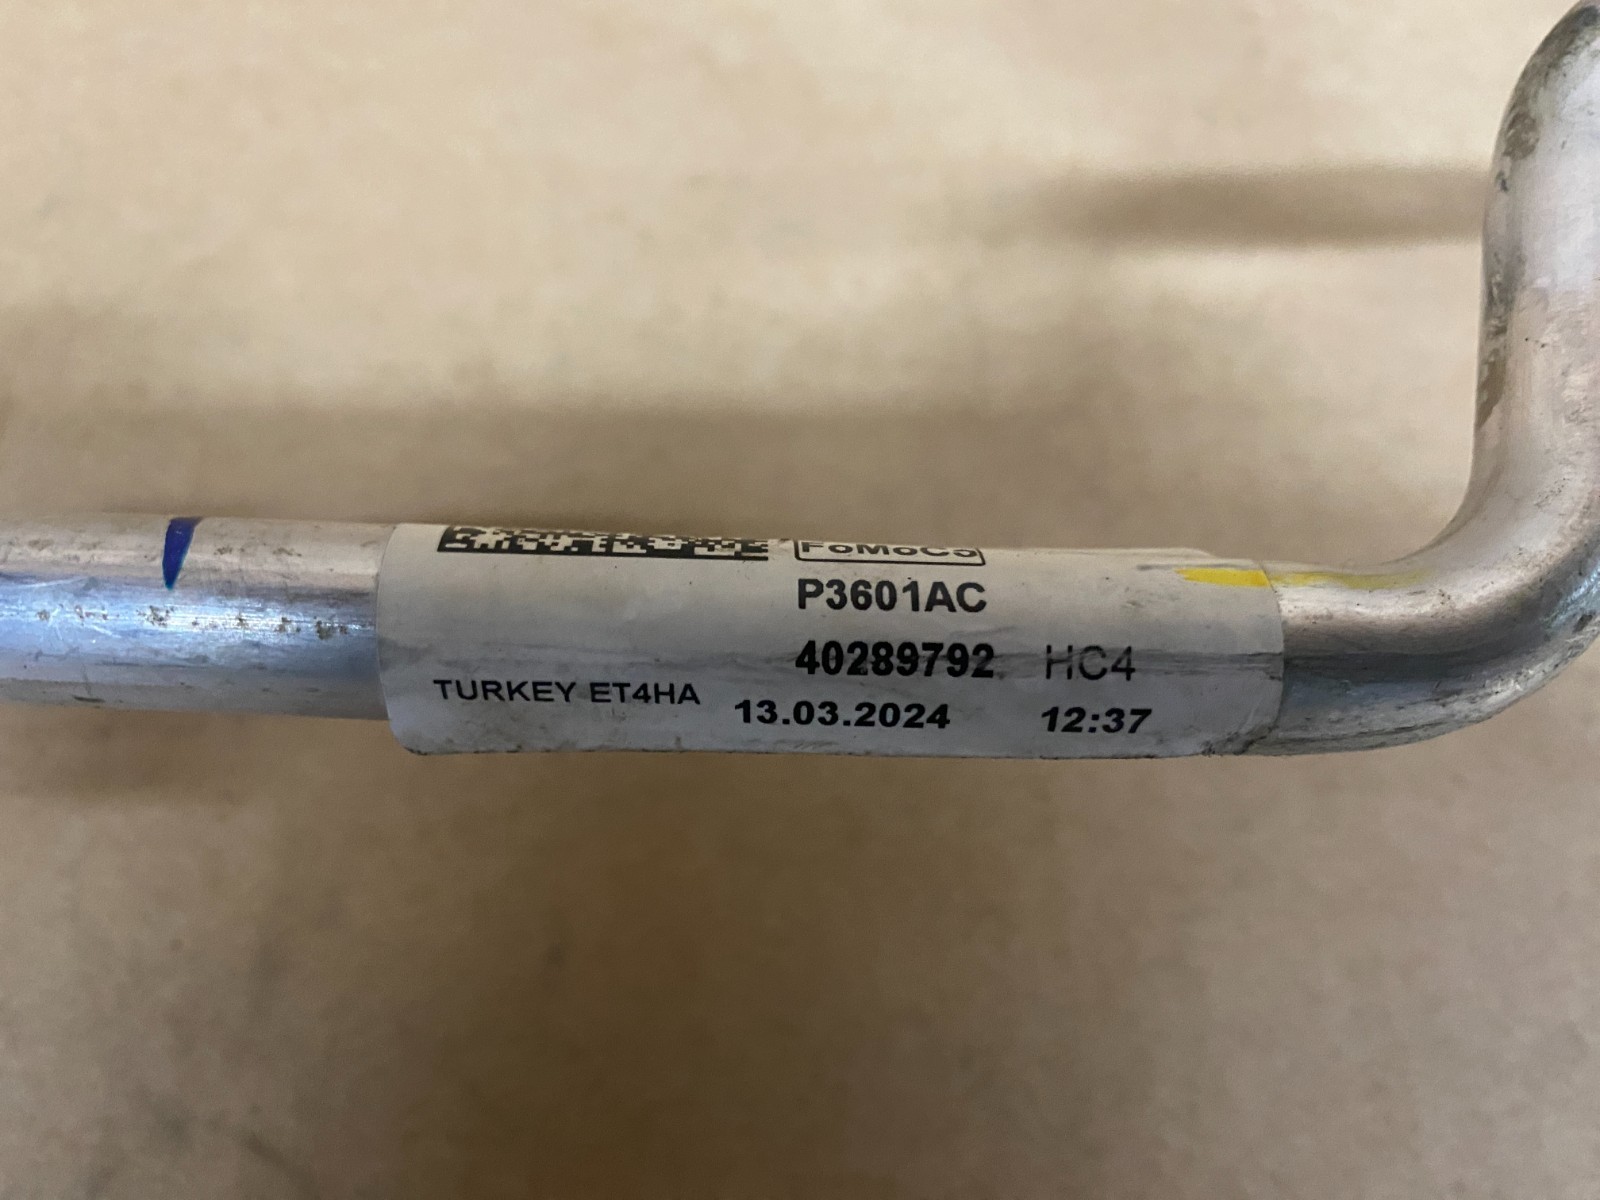 FoMoCo
P3601AC
40289792 HC4
TURKEY ET4HA 13.03.2024 12:37